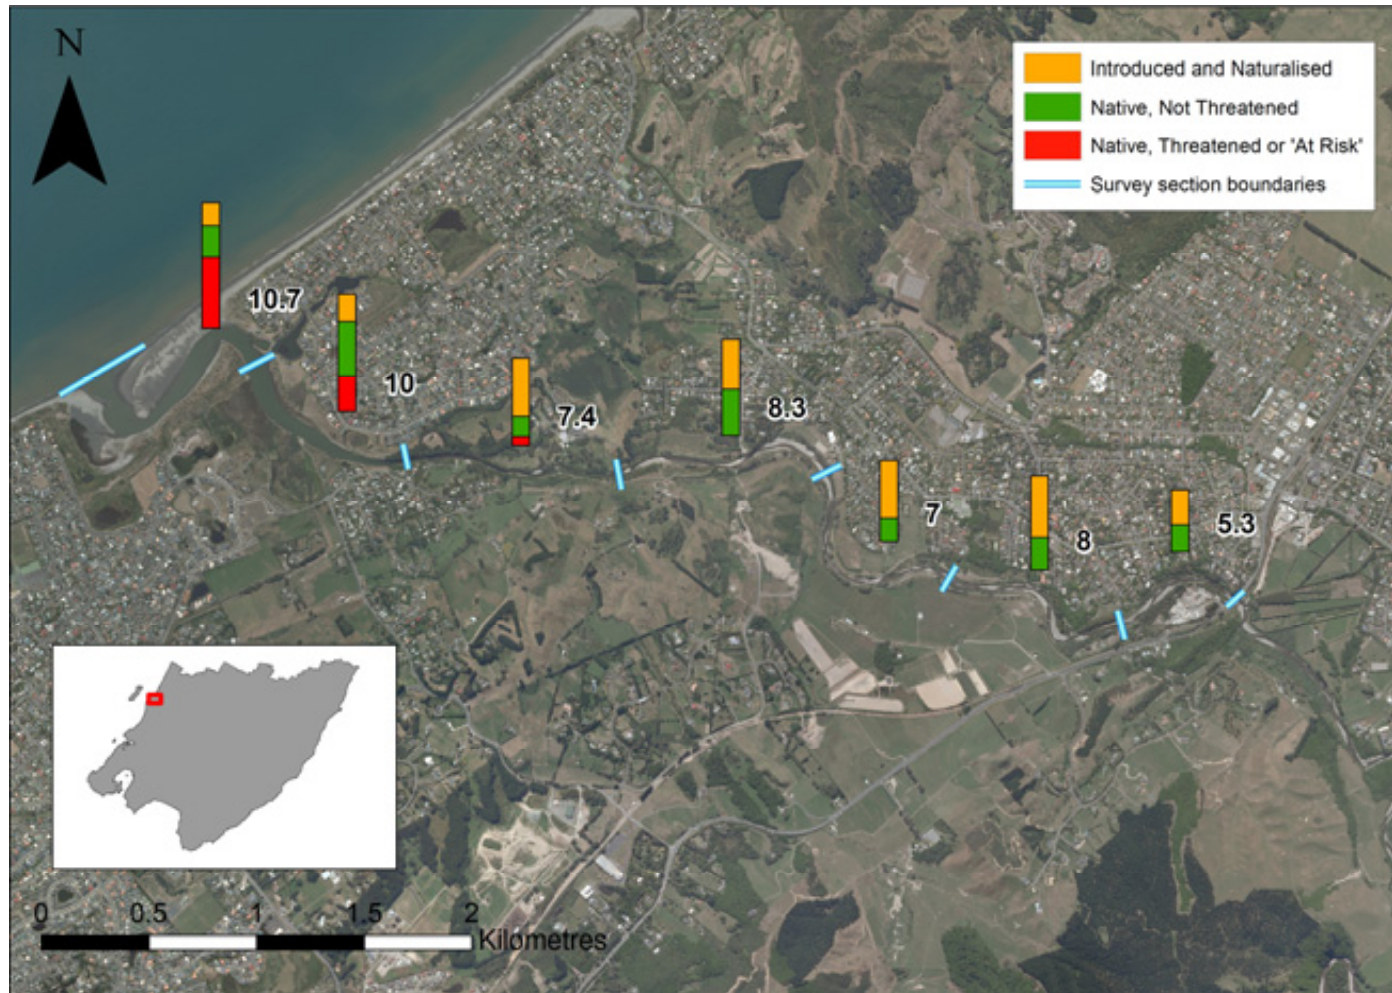 N
Introduced and Naturalised
Native, Not Threatened
Native, Threatened or 'At Risk'
Survey section boundaries
10.7
10
7.4
8.3
7
8
5.3
0 0.5 1 1.5 2
Kilometres